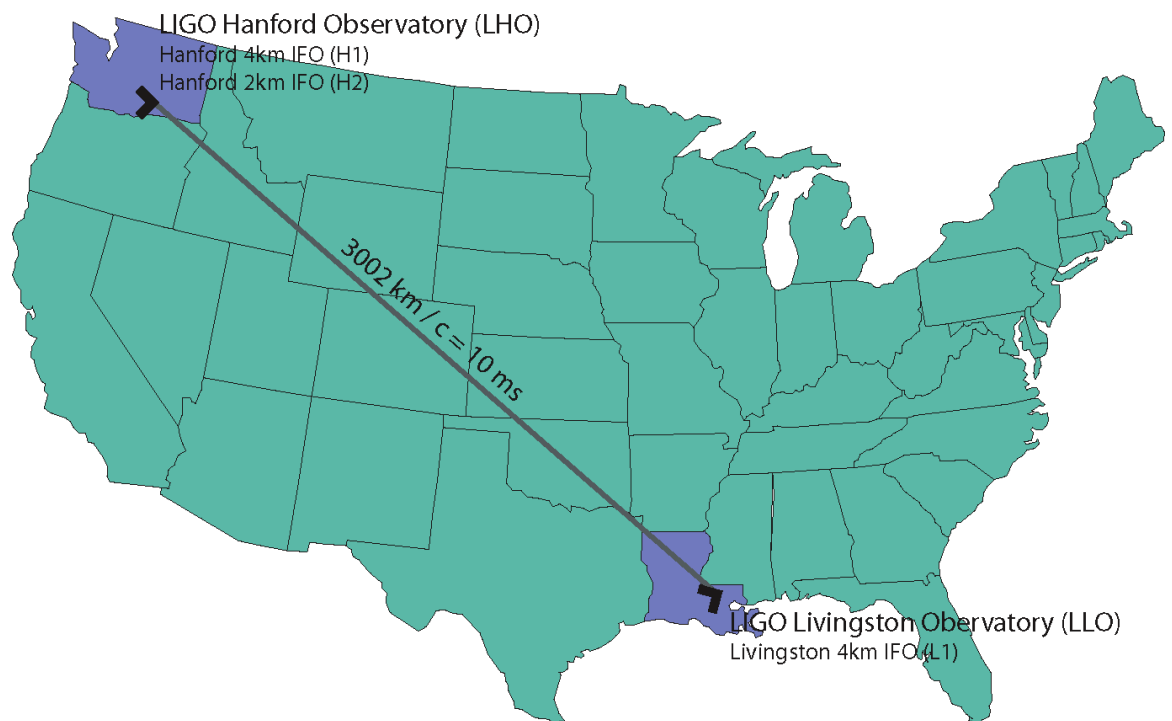 LIGO Hanford Observatory (LHO)
Hanford 4km IFO (H1)
Hanford 2km IFO (H2)
3002 km / c = 10 ms
LIGO Livingston Obervatory (LLO)
Livingston 4km IFO (L1)